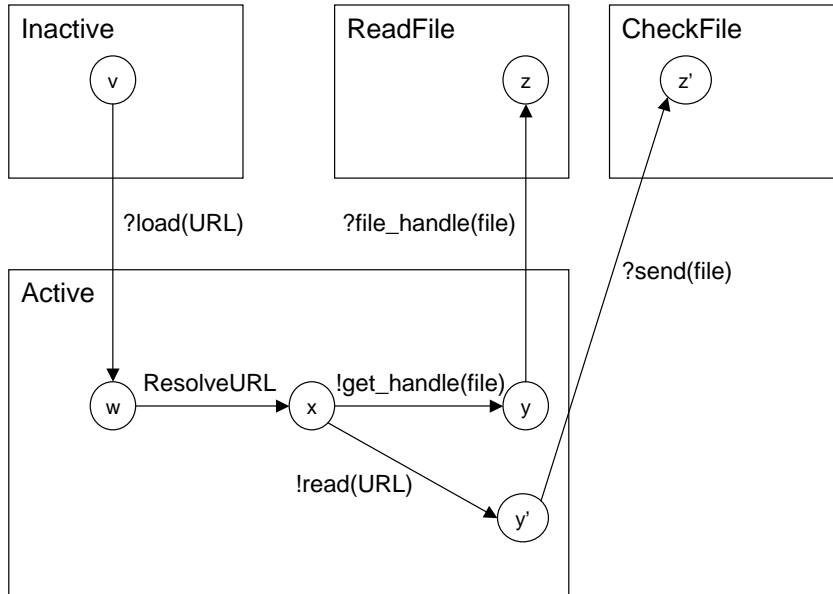 Inactive
ReadFile
CheckFile
v
z
z'
?load(URL)
?file_handle(file)
?send(file)
Active
ResolveURL
!get_handle(file)
w
x
y
!read(URL)
y'